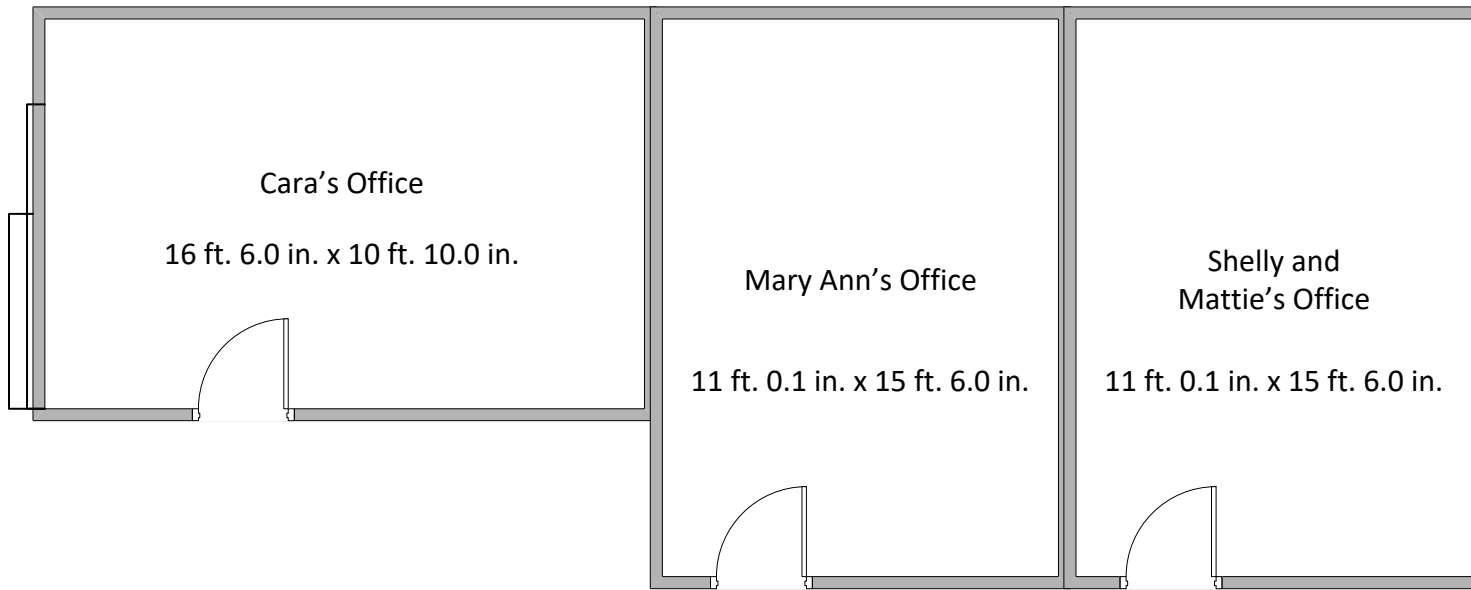 Cara’s Office
16 ft. 6.0 in. x 10 ft. 10.0 in.
Mary Ann’s Office
11 ft. 0.1 in. x 15 ft. 6.0 in.
Shelly and
Mattie’s Office
11 ft. 0.1 in. x 15 ft. 6.0 in.